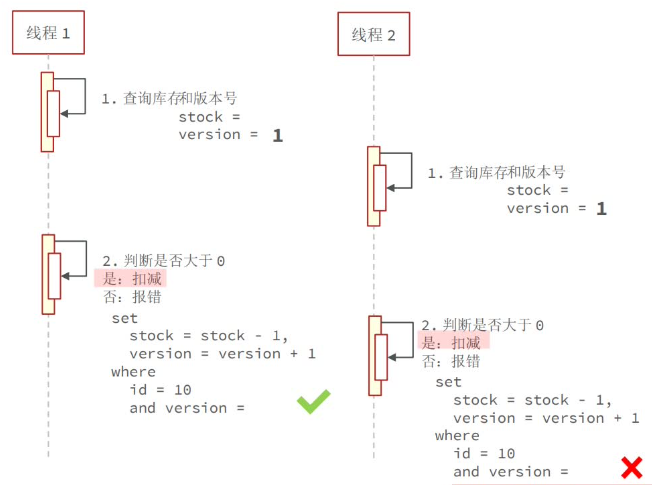 线程 1
1. 查询库存和版本号
stock =
version = 1
2. 判断是否大于 0
是：扣减
否：报错
set
stock = stock - 1,
version = version + 1
where
id = 10
and version =
线程 2
1. 查询库存和版本号
stock =
version = 1
2. 判断是否大于 0
是：扣减
否：报错
set
stock = stock - 1,
version = version + 1
where
id = 10
and version =